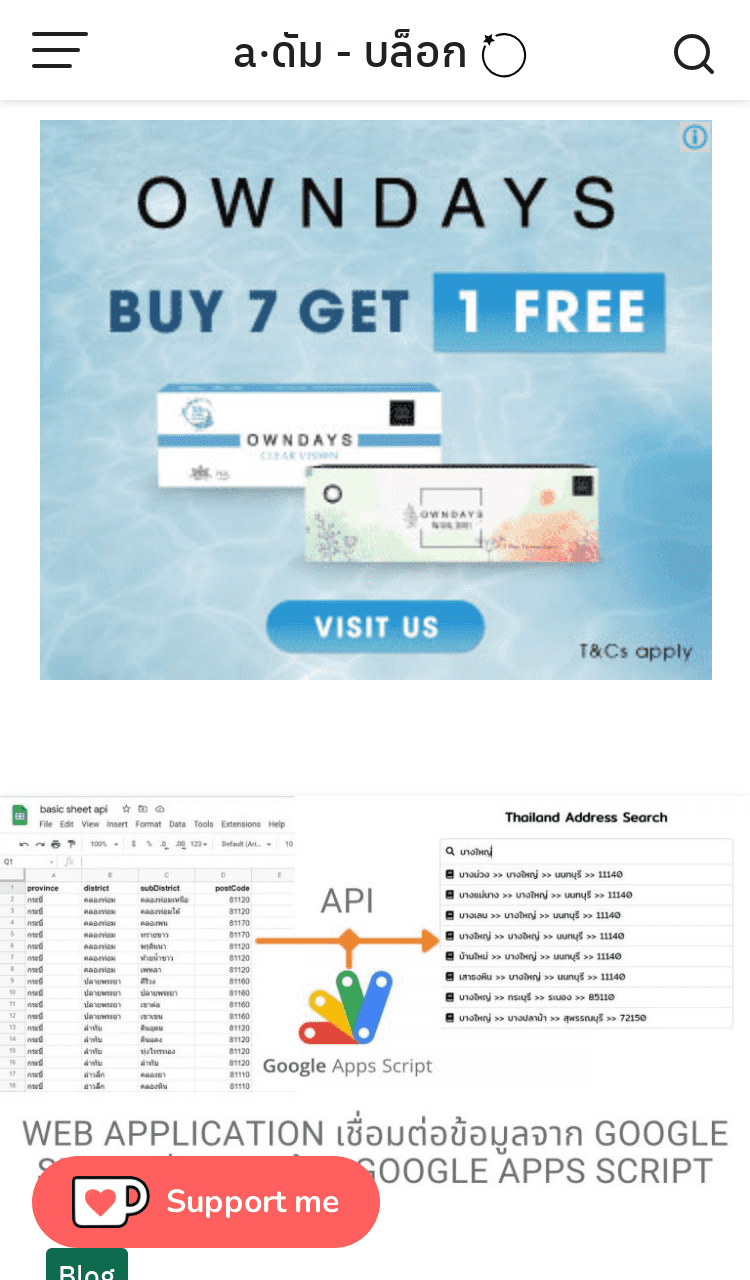 a·ดัม - บล็อก
OWNDAYS
BUY 7 GET 1 FREE
OWNDAYS
CLEAR VISION
OWNDAYS
VISIT US
T&Cs apply
basic sheet api
File Edit View Insert Format Data Tools Extensions Help
100% $ % .0 .00 123 Default (Ari... 10
Q1 fx
A B C D E
1 province district subDistrict postCode
2 กระบี่ คลองท่อม คลองท่อมเหนือ 81120
3 กระบี่ คลองท่อม คลองท่อมใต้ 81120
4 กระบี่ คลองท่อม คลองพน 81170
5 กระบี่ คลองท่อม ทรายขาว 81170
6 กระบี่ คลองท่อม พรุดินนา 81120
7 กระบี่ คลองท่อม ห้วยน้ำขาว 81120
8 กระบี่ คลองท่อม เพหลา 81120
9 กระบี่ ปลายพระยา คีรีวง 81160
10 กระบี่ ปลายพระยา ปลายพระยา 81160
11 กระบี่ ปลายพระยา เขาต่อ 81160
12 กระบี่ ปลายพระยา เขาเขน 81160
13 กระบี่ ลำทับ ดินอุดม 81120
14 กระบี่ ลำทับ ดินแดง 81120
15 กระบี่ ลำทับ ทุ่งไทรทอง 81120
16 กระบี่ ลำทับ ลำทับ 81120
17 กระบี่ อ่าวลึก คลองยา 81110
18 กระบี่ อ่าวลึก คลองหิน 81110
API
Google Apps Script
Thailand Address Search
บางใหญ่
บางม่วง >> บางใหญ่ >> นนทบุรี >> 11140
บางแม่นาง >> บางใหญ่ >> นนทบุรี >> 11140
บางเลน >> บางใหญ่ >> นนทบุรี >> 11140
บางใหญ่ >> บางใหญ่ >> นนทบุรี >> 11140
บ้านใหม่ >> บางใหญ่ >> นนทบุรี >> 11140
เสาธงหิน >> บางใหญ่ >> นนทบุรี >> 11140
บางใหญ่ >> กระบุรี >> ระนอง >> 85110
บางใหญ่ >> บางปลาม้า >> สุพรรณบุรี >> 72150
WEB APPLICATION เชื่อมต่อข้อมูลจาก GOOGLE
GOOGLE APPS SCRIPT
Support me
Blog